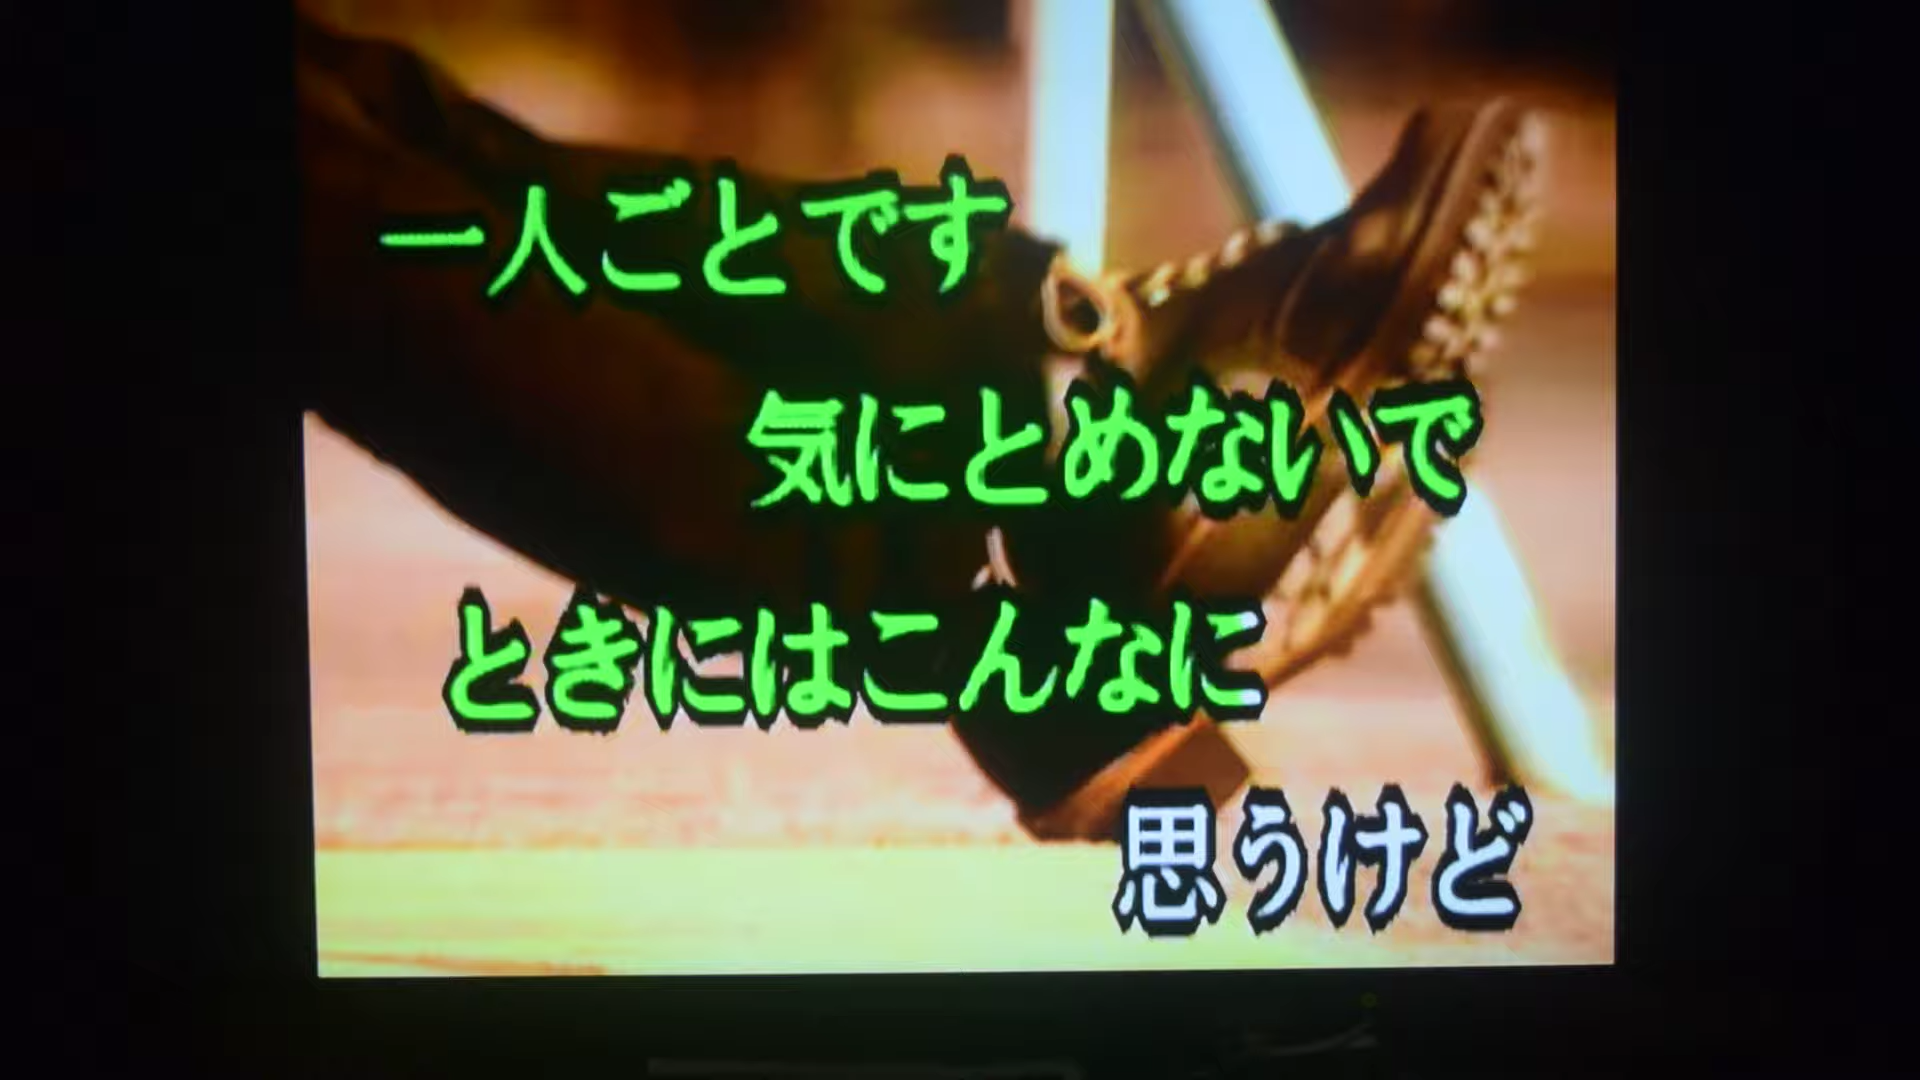 一人ごとです
気にとめないで
ときにはこんなに
思うけど